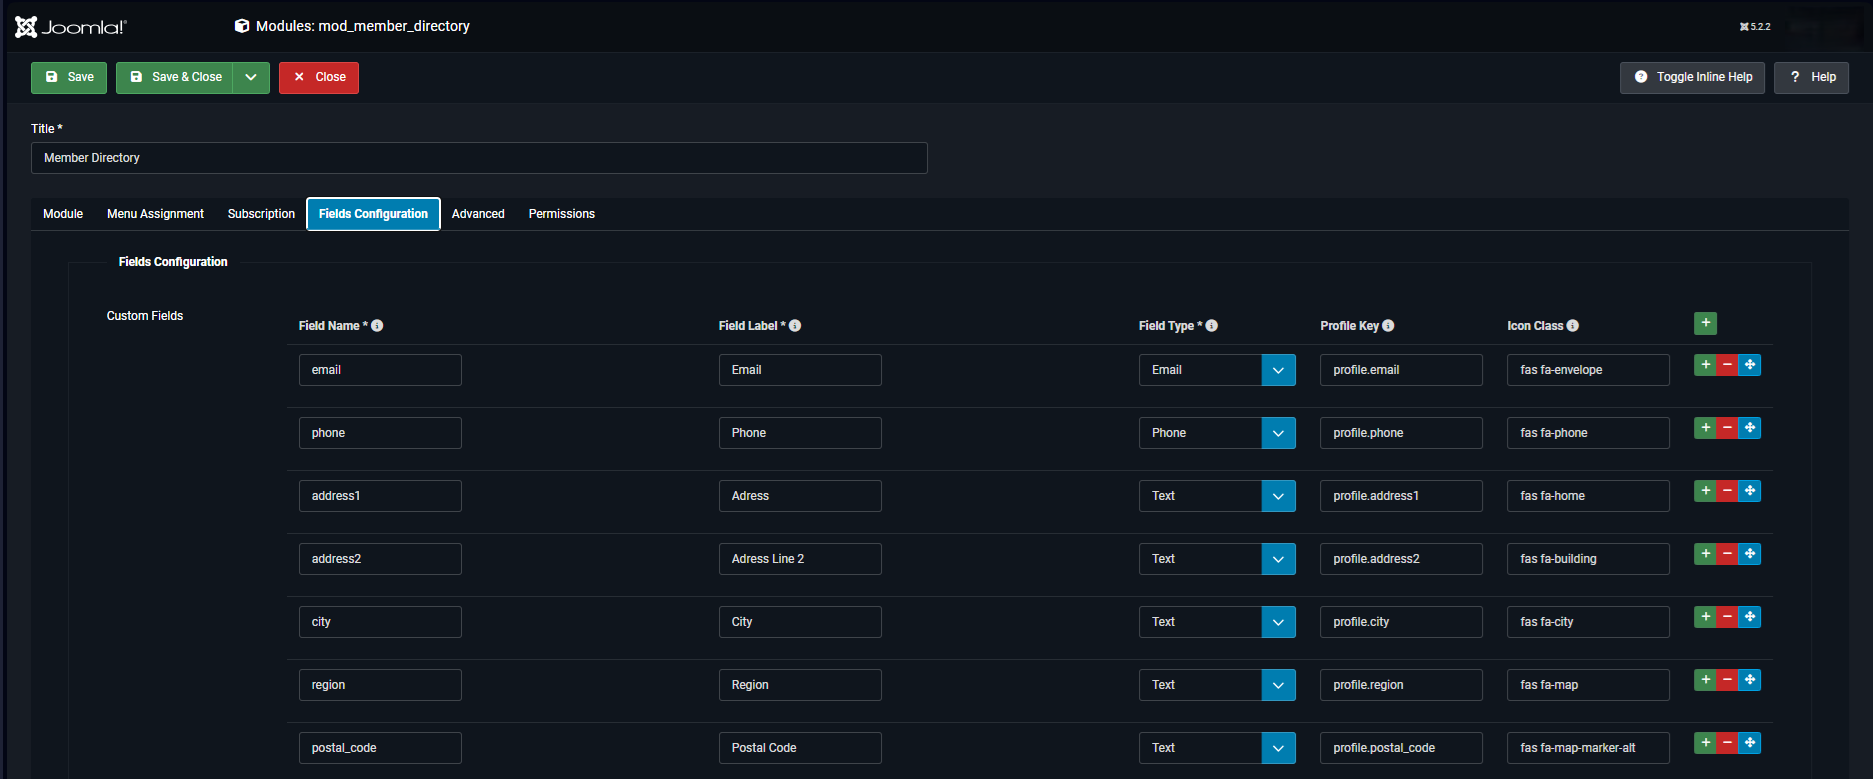 Joomla!®
Modules: mod_member_directory
5.2.2
Save
Save & Close
Close
Toggle Inline Help
? Help
Title *
Member Directory
Module Menu Assignment Subscription Fields Configuration Advanced Permissions
Fields Configuration
Custom Fields
Field Name * Field Label * Field Type * Profile Key Icon Class
email Email Email profile.email fas fa-envelope
phone Phone Phone profile.phone fas fa-phone
address1 Adress Text profile.address1 fas fa-home
address2 Adress Line 2 Text profile.address2 fas fa-building
city City Text profile.city fas fa-city
region Region Text profile.region fas fa-map
postal_code Postal Code Text profile.postal_code fas fa-map-marker-alt